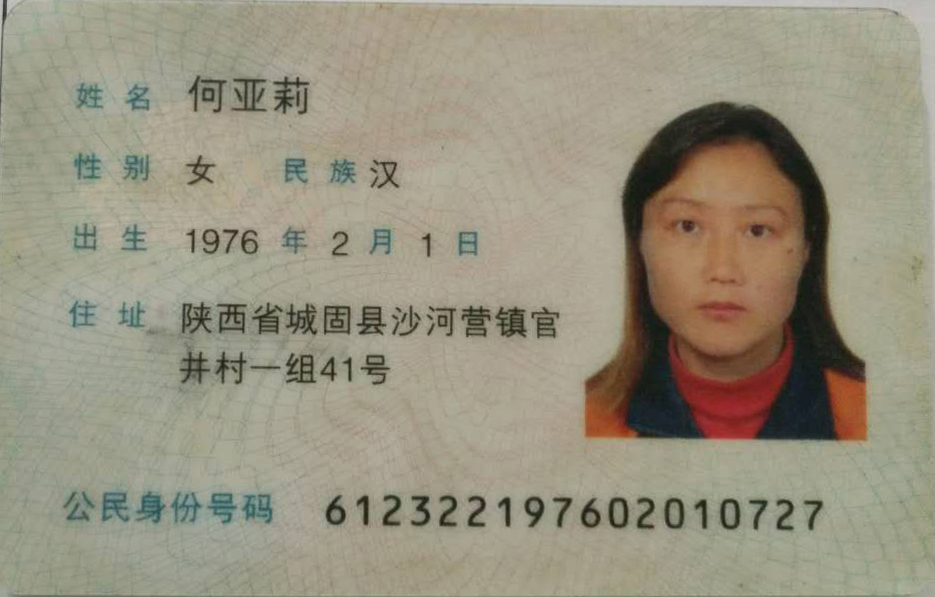 姓名 何亚莉
性别 女 民族 汉
出生 1976 年 2 月 1 日
住址 陕西省城固县沙河营镇官
井村一组41号
公民身份号码 612322197602010727